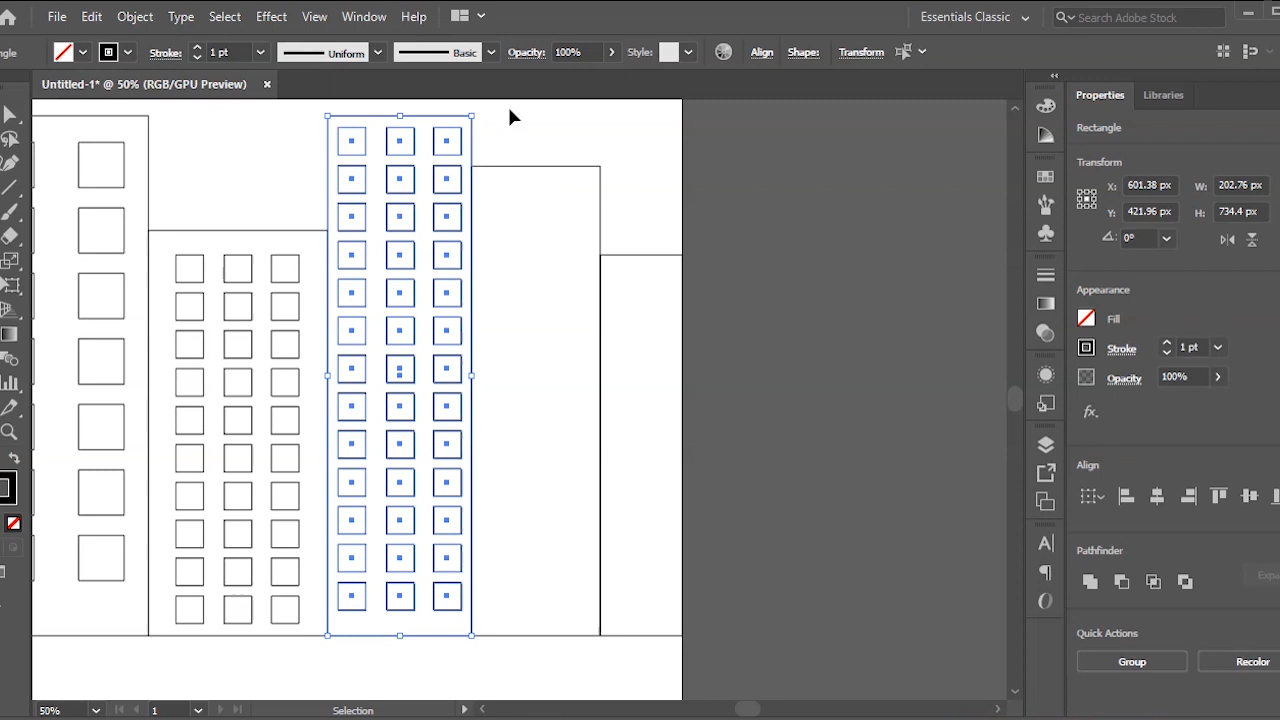 File Edit Object Type Select Effect View Window Help Essentials Classic Search Adobe Stock
Stroke: 1 pt Uniform Basic Opacity: 100% Style: Align Shape: Transform
Untitled-1* @ 50% (RGB/GPU Preview) ×
Properties Libraries
Rectangle
Transform
X: 601.38 px W: 202.76 px
Y: 421.96 px H: 734.4 px
0°
Appearance
Fill
Stroke 1 pt
Opacity 100%
fx.
Align
Pathfinder
Quick Actions
Group Recolor
50% 1 Selection